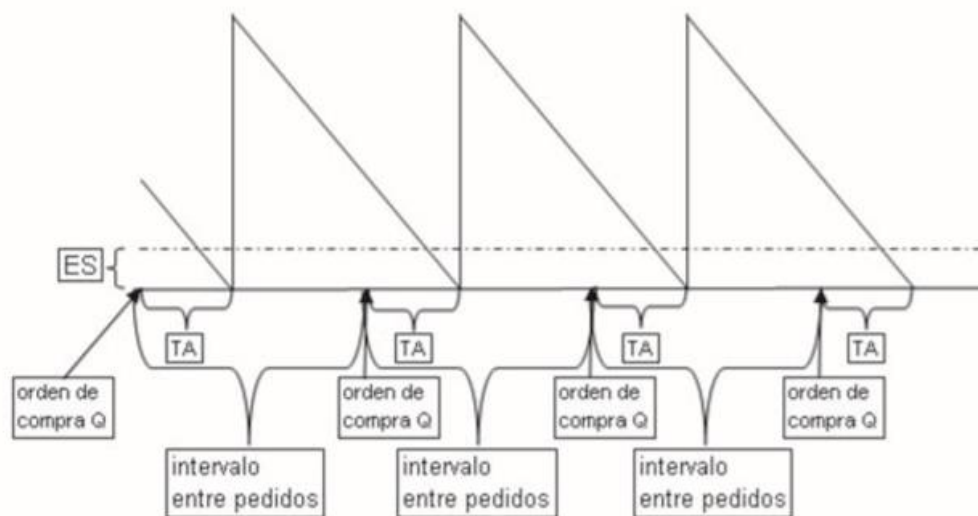 ES
TA
TA
TA
TA
orden de
compra Q
orden de
compra Q
orden de
compra Q
orden de
compra Q
intervalo
entre pedidos
intervalo
entre pedidos
intervalo
entre pedidos